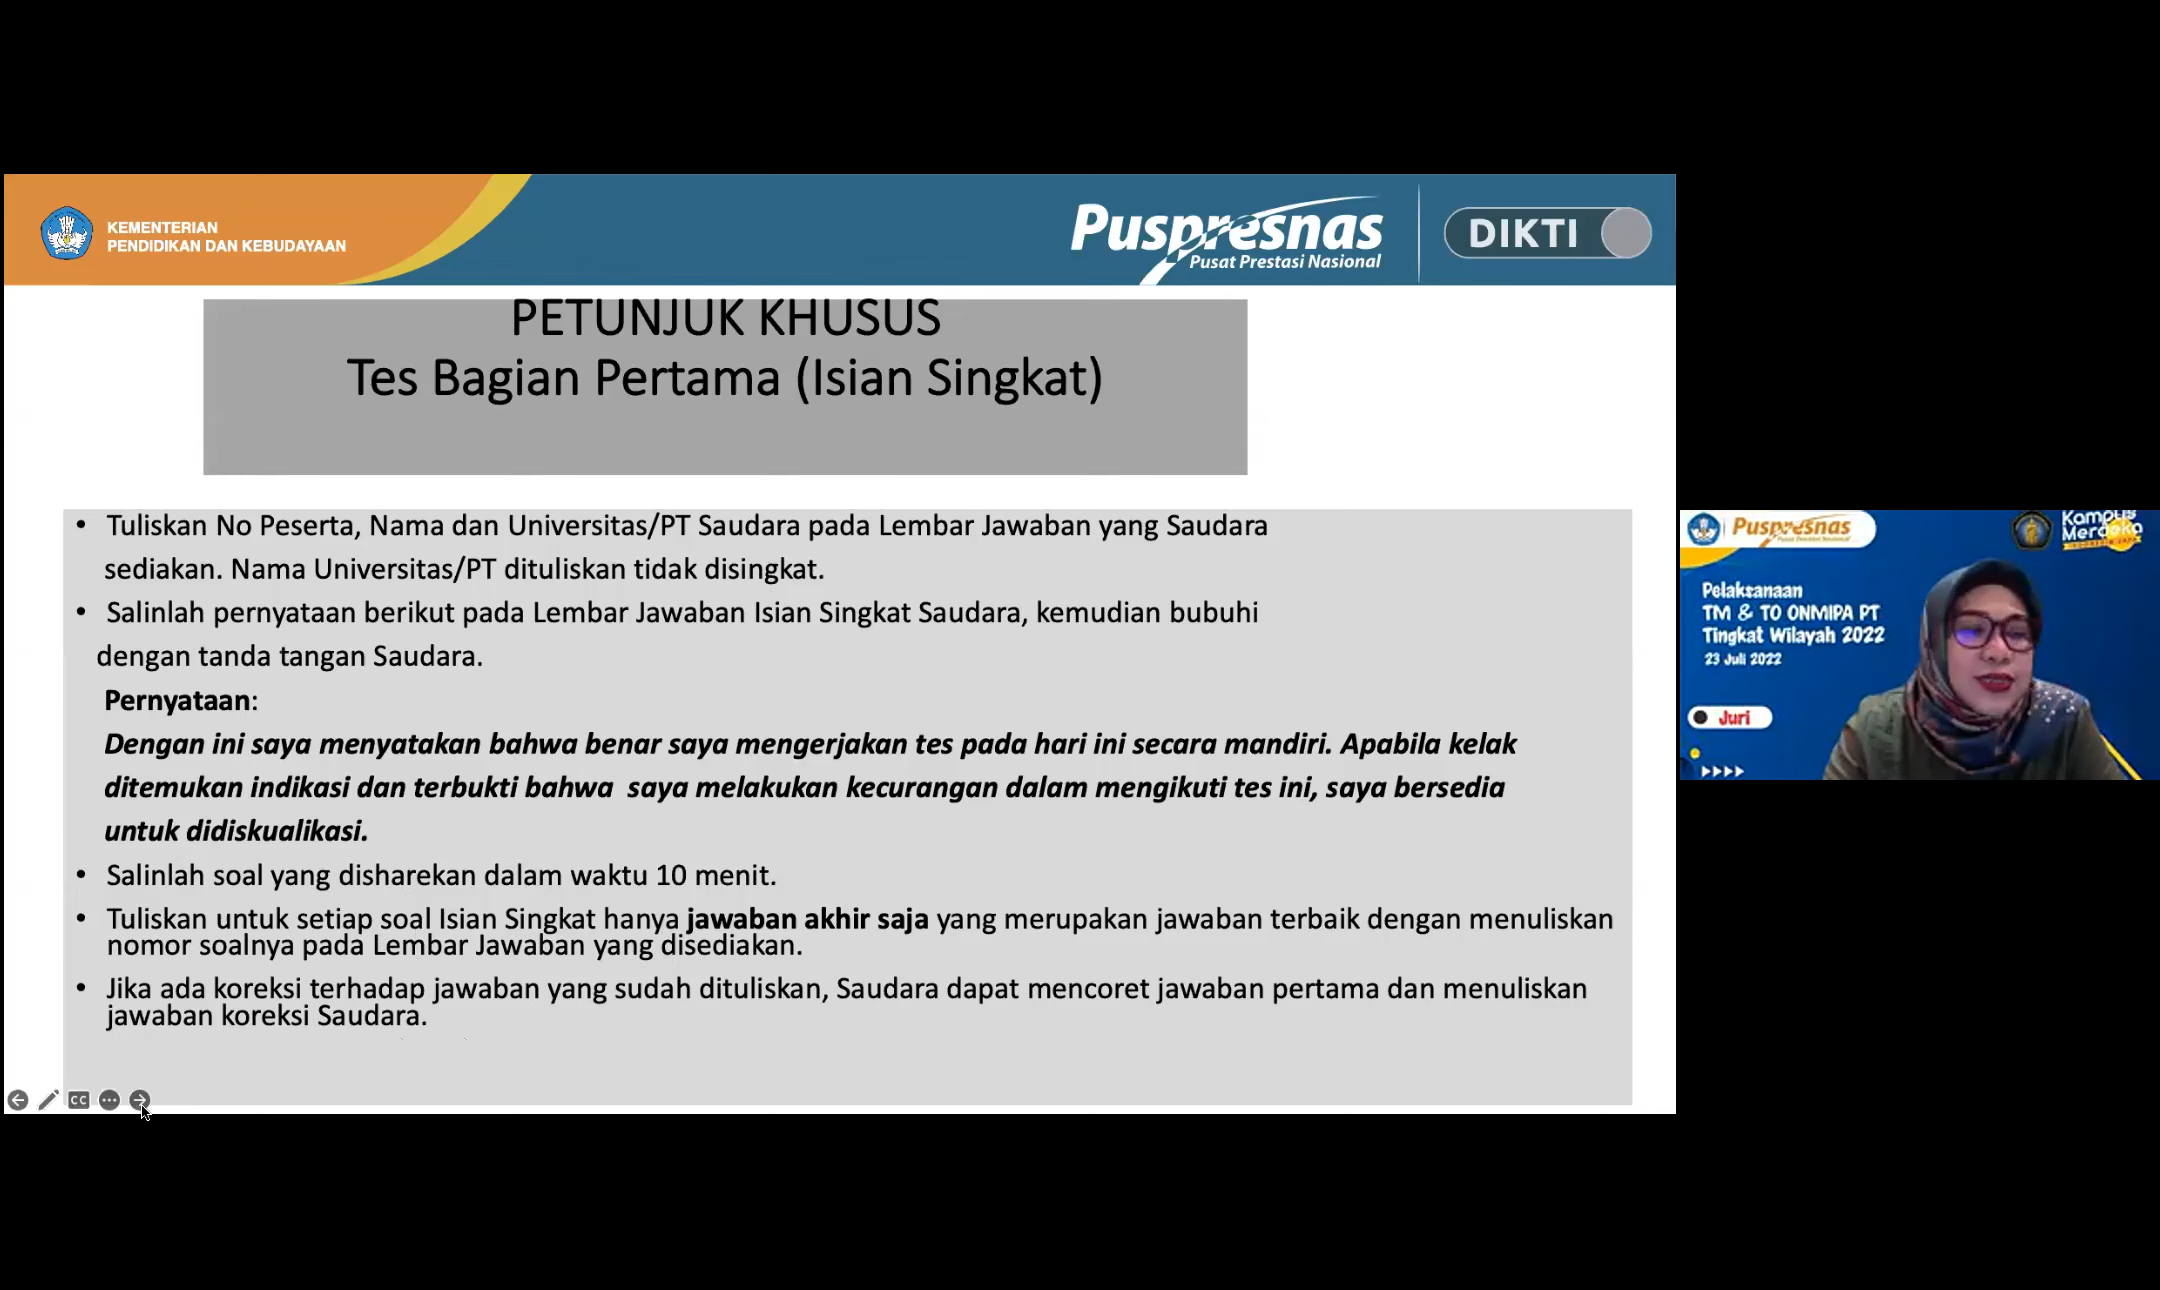 KEMENTERIAN
PENDIDIKAN DAN KEBUDAYAAN
Puspresnas
Pusat Prestasi Nasional
DIKTI
PETUNJUK KHUSUS
Tes Bagian Pertama (Isian Singkat)
• Tuliskan No Peserta, Nama dan Universitas/PT Saudara pada Lembar Jawaban yang Saudara
sediakan. Nama Universitas/PT dituliskan tidak disingkat.
• Salinlah pernyataan berikut pada Lembar Jawaban Isian Singkat Saudara, kemudian bubuhi
dengan tanda tangan Saudara.
Pernyataan:
Dengan ini saya menyatakan bahwa benar saya mengerjakan tes pada hari ini secara mandiri. Apabila kelak
ditemukan indikasi dan terbukti bahwa saya melakukan kecurangan dalam mengikuti tes ini, saya bersedia
untuk didiskualikasi.
• Salinlah soal yang disharekan dalam waktu 10 menit.
• Tuliskan untuk setiap soal Isian Singkat hanya jawaban akhir saja yang merupakan jawaban terbaik dengan menuliskan
nomor soalnya pada Lembar Jawaban yang disediakan.
• Jika ada koreksi terhadap jawaban yang sudah dituliskan, Saudara dapat mencoret jawaban pertama dan menuliskan
jawaban koreksi Saudara.
CC
Puspresnas
Kampus
Merdeka
Pelaksanaan
TM & TO ONMIPA PT
Tingkat Wilayah 2022
23 Juli 2022
Juri